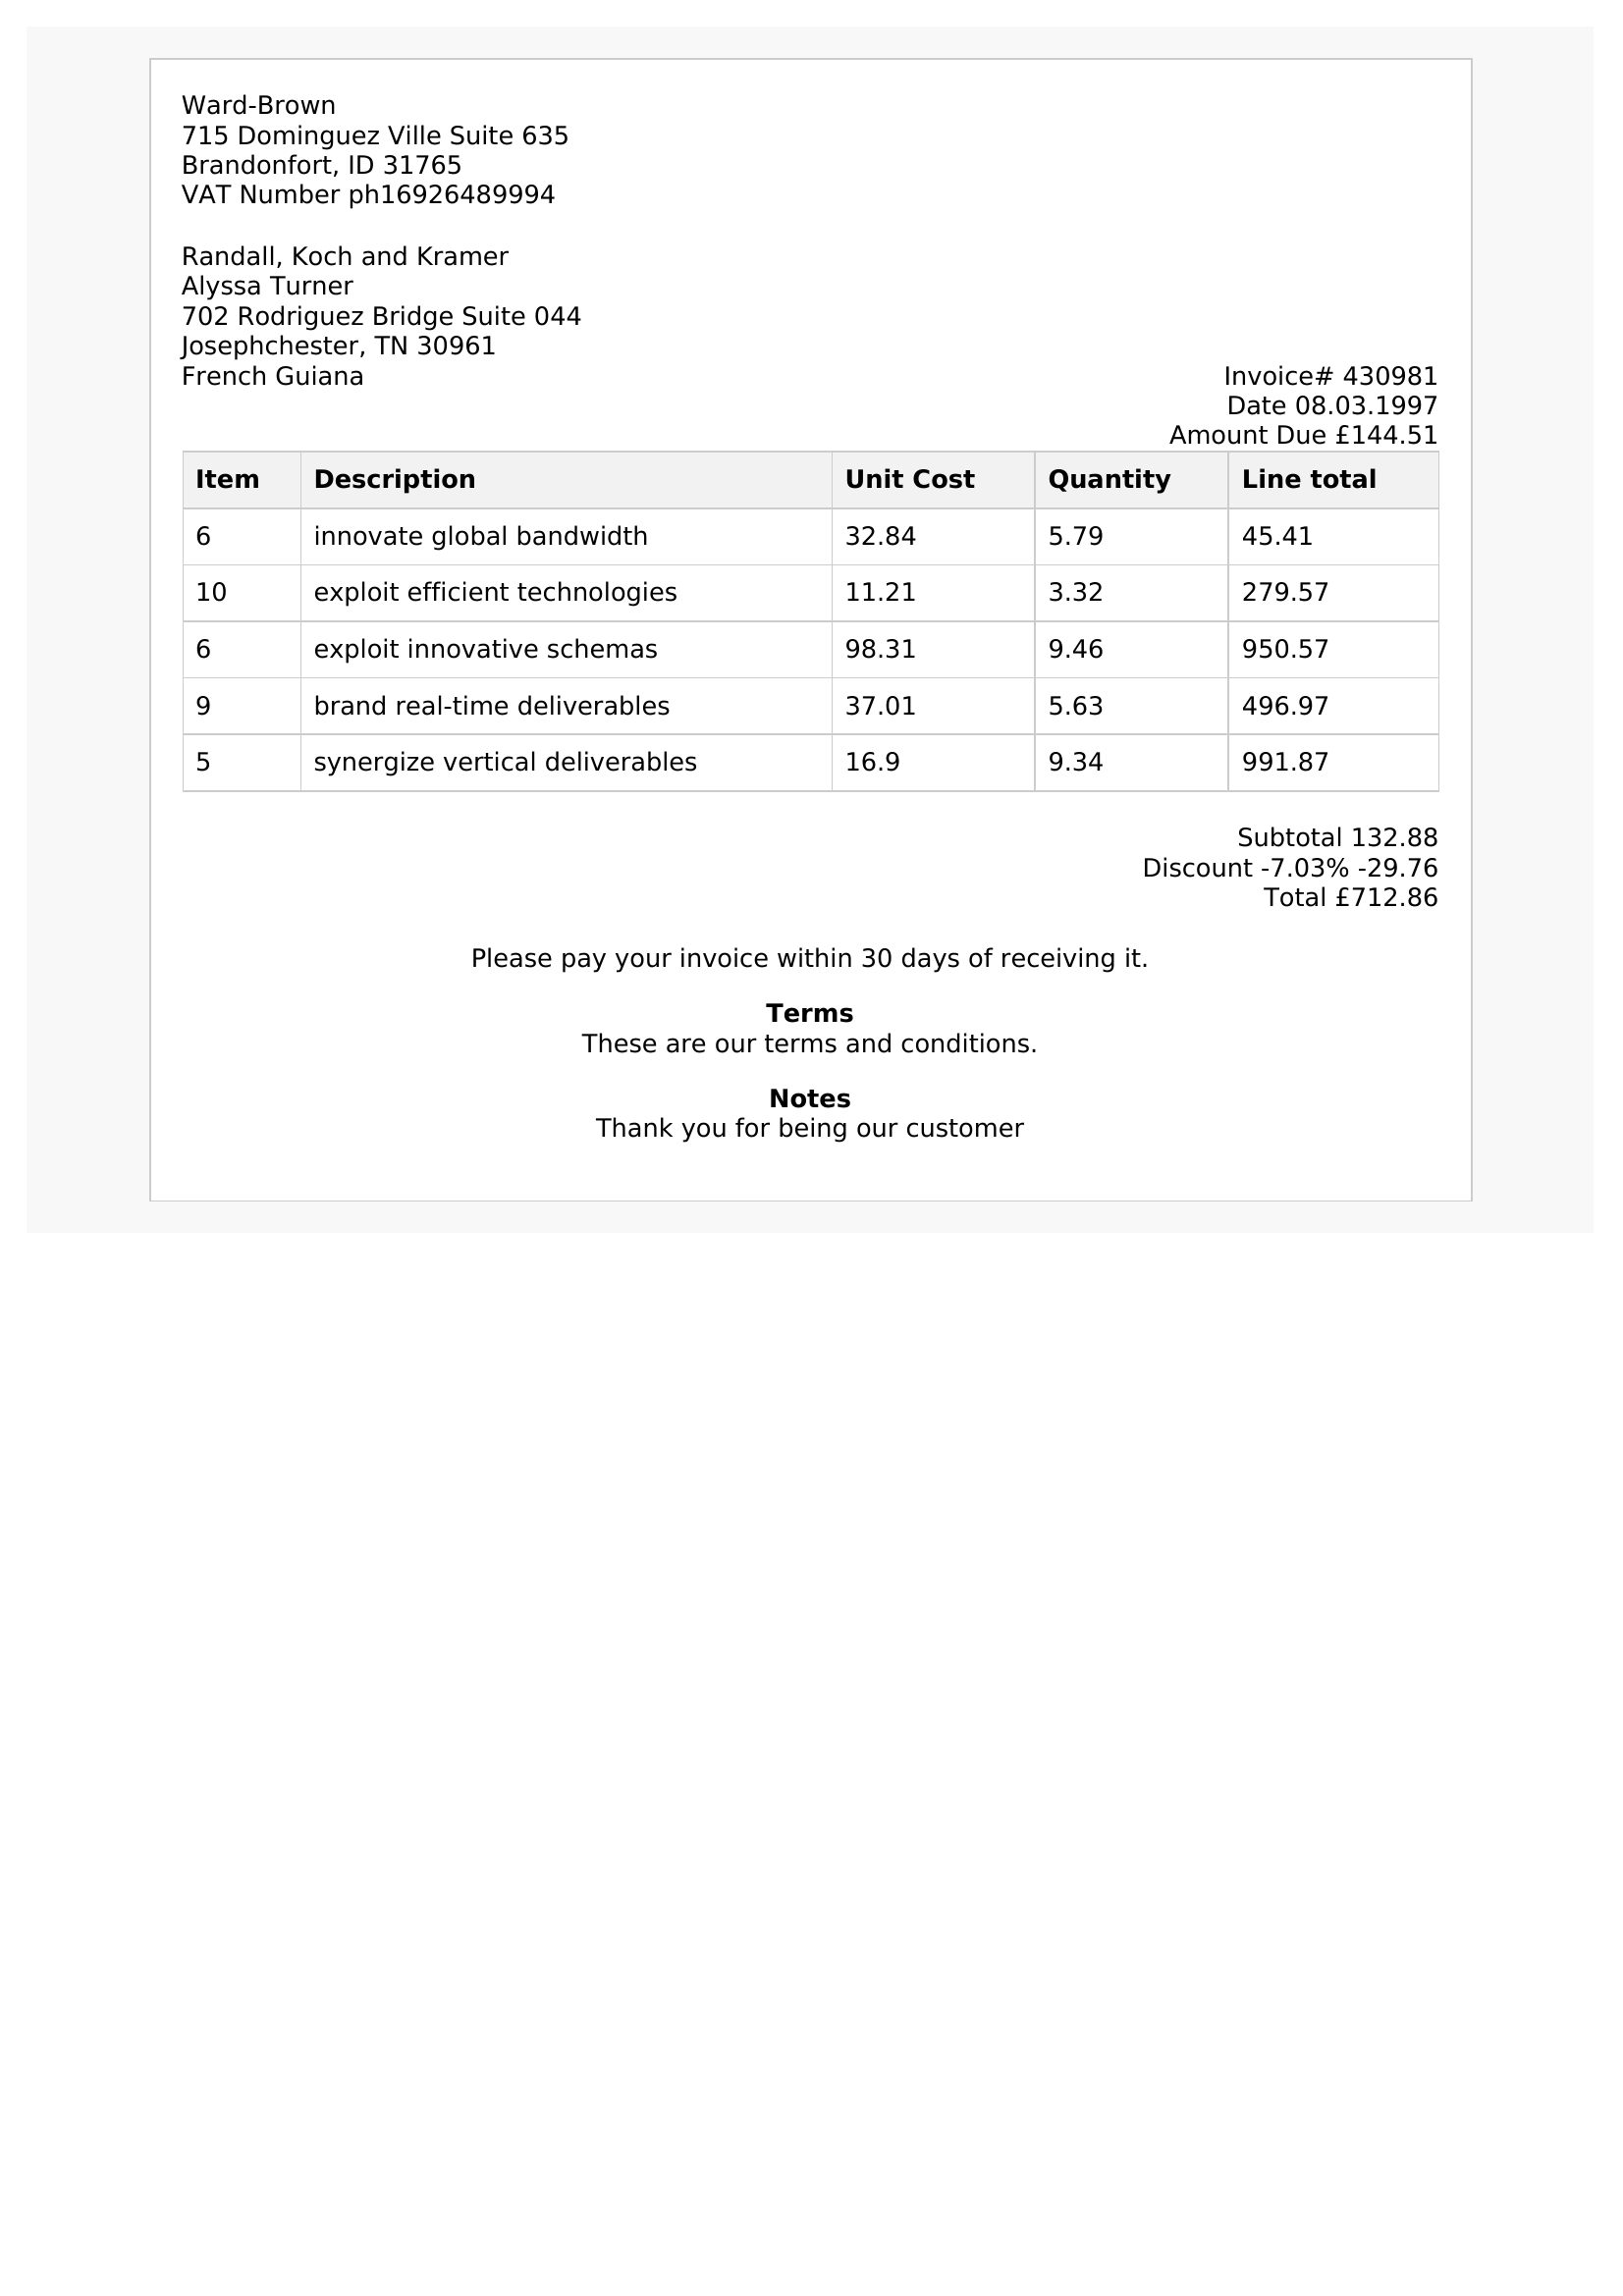 Ward-Brown
715 Dominguez Ville Suite 635
Brandonfort, ID 31765
VAT Number ph16926489994
Randall, Koch and Kramer
Alyssa Turner
702 Rodriguez Bridge Suite 044
Josephchester, TN 30961
French Guiana
Invoice# 430981
Date 08.03.1997
Amount Due £144.51
Item Description Unit Cost Quantity Line total
6 innovate global bandwidth 32.84 5.79 45.41
10 exploit efficient technologies 11.21 3.32 279.57
6 exploit innovative schemas 98.31 9.46 950.57
9 brand real-time deliverables 37.01 5.63 496.97
5 synergize vertical deliverables 16.9 9.34 991.87
Subtotal 132.88
Discount -7.03% -29.76
Total £712.86
Please pay your invoice within 30 days of receiving it.
Terms
These are our terms and conditions.
Notes
Thank you for being our customer